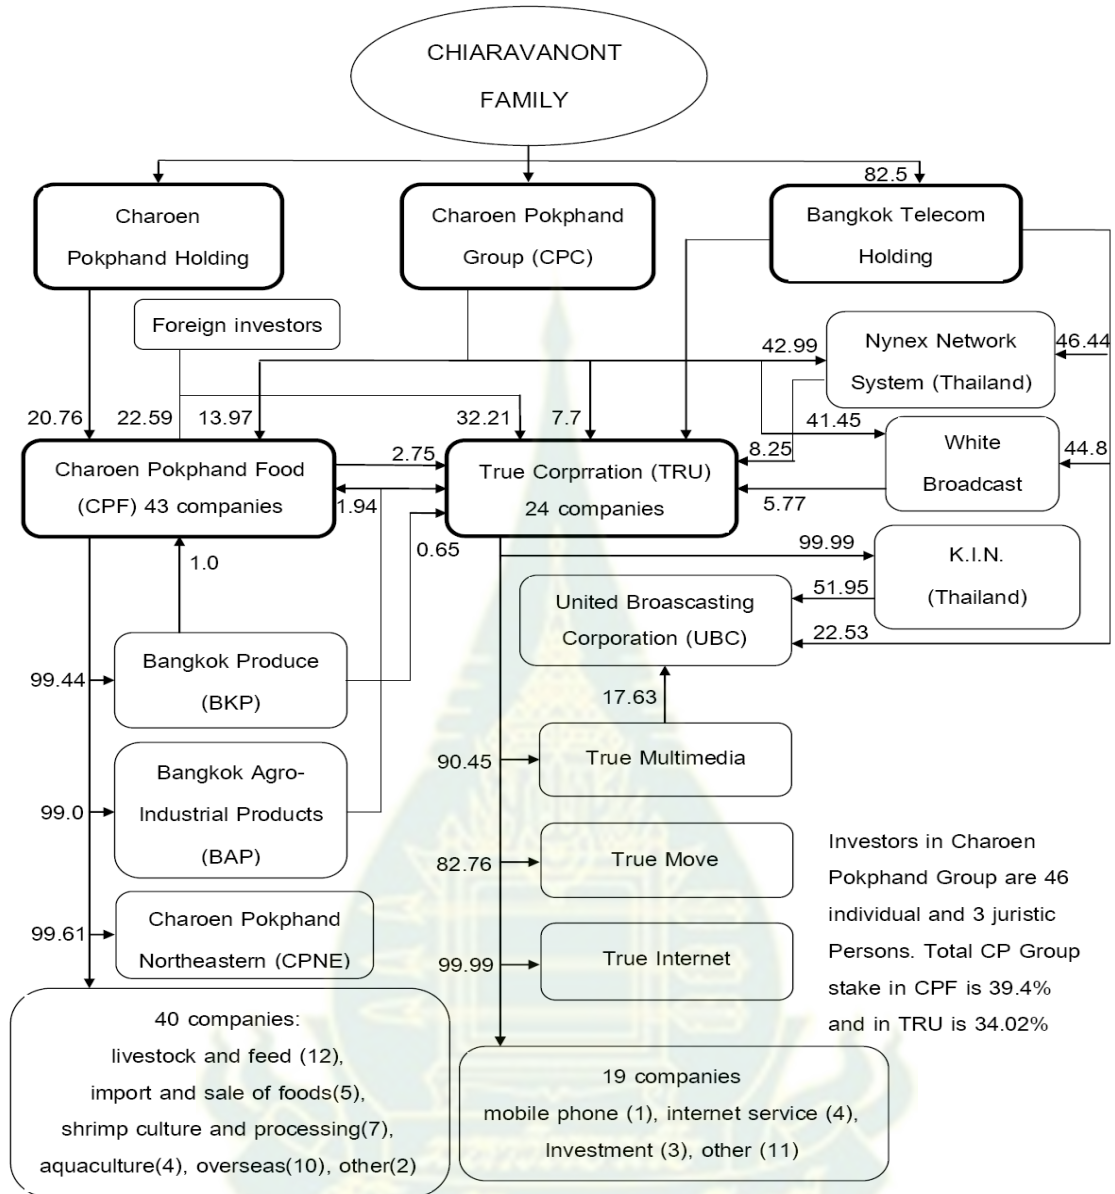 CHIARAVANONT
FAMILY
82.5
Charoen
Pokphand Holding
Charoen Pokphand
Group (CPC)
Bangkok Telecom
Holding
Foreign investors
42.99
Nynex Network
System (Thailand)
46.44
20.76
22.59
13.97
32.21
7.7
41.45
8.25
White
Broadcast
44.8
Charoen Pokphand Food
(CPF) 43 companies
2.75
1.94
True Corprration (TRU)
24 companies
5.77
1.0
0.65
99.99
K.I.N.
(Thailand)
United Broascasting
Corporation (UBC)
51.95
22.53
99.44
Bangkok Produce
(BKP)
17.63
99.0
Bangkok Agro-
Industrial Products
(BAP)
90.45
True Multimedia
82.76
True Move
99.61
Charoen Pokphand
Northeastern (CPNE)
99.99
True Internet
Investors in Charoen
Pokphand Group are 46
individual and 3 juristic
Persons. Total CP Group
stake in CPF is 39.4%
and in TRU is 34.02%
40 companies:
livestock and feed (12),
import and sale of foods(5),
shrimp culture and processing(7),
aquaculture(4), overseas(10), other(2)
19 companies
mobile phone (1), internet service (4),
Investment (3), other (11)